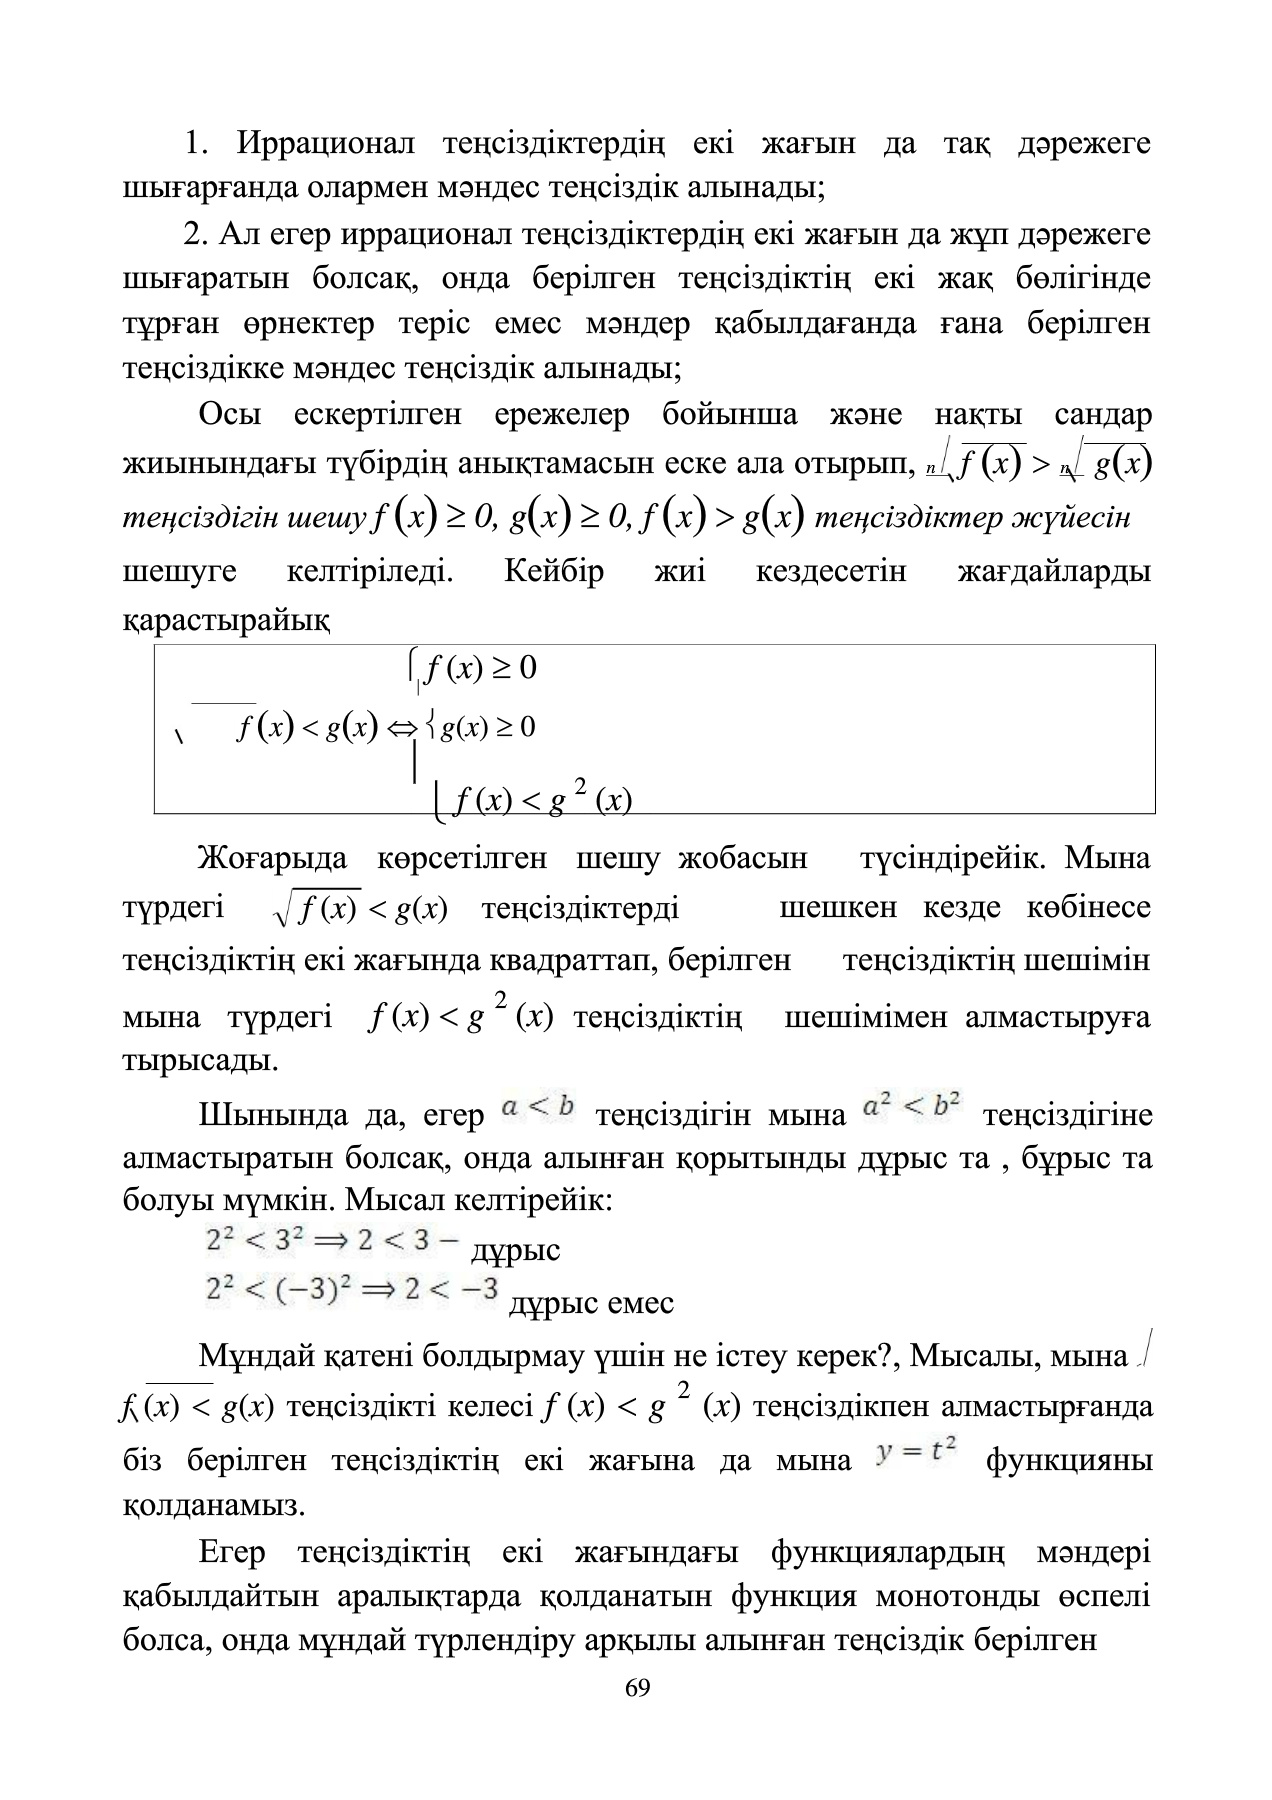 1. Иррационал теңсіздіктердің екі жағын да тақ дәрежеге
шығарғанда олармен мәндес теңсіздік алынады;
2. Ал егер иррационал теңсіздіктердің екі жағын да жұп дәрежеге
шығаратын болсақ, онда берілген теңсіздіктің екі жақ бөлігінде
тұрған өрнектер теріс емес мәндер қабылдағанда ғана берілген
теңсіздікке мәндес теңсіздік алынады;
Осы ескертілген ережелер бойынша және нақты сандар
жиынындағы түбірдің анықтамасын еске ала отырып, ⁿ√f (x) > ⁿ√g(x)
теңсіздігін шешу f (x) ≥ 0, g(x) ≥ 0, f (x) > g(x) теңсіздіктер жүйесін
шешуге келтіріледі. Кейбір жиі кездесетін жағдайларды
қарастырайық
⎧ f (x) ≥ 0
√f (x) < g(x) ⇔ ⎨ g(x) ≥ 0
⎩ f (x) < g ² (x)
Жоғарыда көрсетілген шешу жобасын түсіндірейік. Мына
түрдегі √f (x) < g(x) теңсіздіктерді шешкен кезде көбінесе
теңсіздіктің екі жағында квадраттап, берілген теңсіздіктің шешімін
мына түрдегі f (x) < g ² (x) теңсіздіктің шешімімен алмастыруға
тырысады.
Шынында да, егер a < b теңсіздігін мына a² < b² теңсіздігіне
алмастыратын болсақ, онда алынған қорытынды дұрыс та , бұрыс та
болуы мүмкін. Мысал келтірейік:
2² < 3² ⟹ 2 < 3 − дұрыс
2² < (−3)² ⟹ 2 < −3 дұрыс емес
Мұндай қатені болдырмау үшін не істеу керек?, Мысалы, мына √
f (x) < g(x) теңсіздікті келесі f (x) < g ² (x) теңсіздікпен алмастырғанда
біз берілген теңсіздіктің екі жағына да мына y = t² функцияны
қолданамыз.
Егер теңсіздіктің екі жағындағы функциялардың мәндері
қабылдайтын аралықтарда қолданатын функция монотонды өспелі
болса, онда мұндай түрлендіру арқылы алынған теңсіздік берілген
69